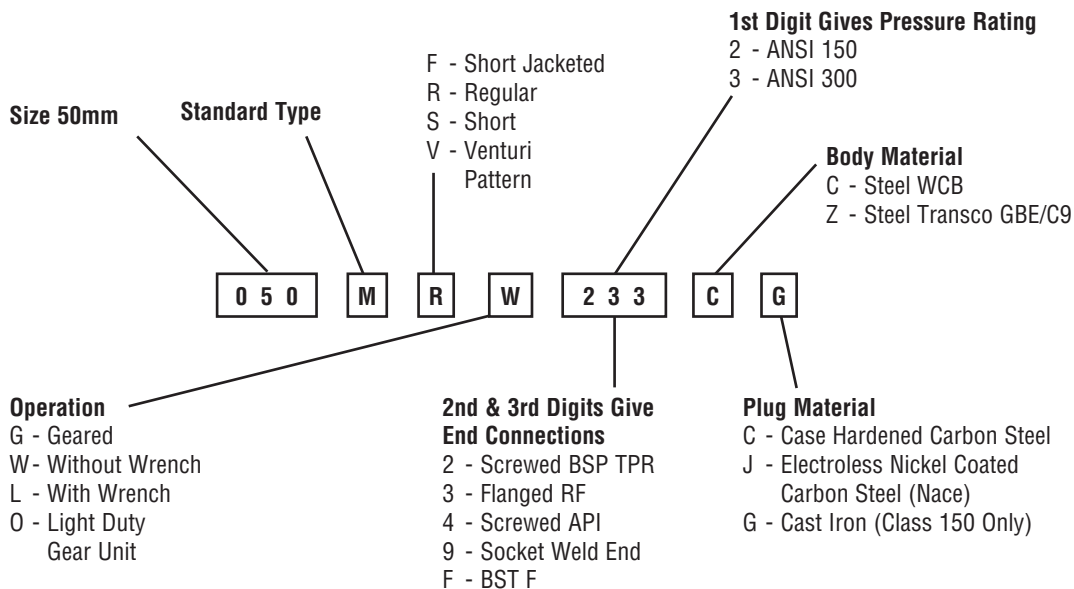 1st Digit Gives Pressure Rating
2 - ANSI 150
3 - ANSI 300
F - Short Jacketed
R - Regular
S - Short
V - Venturi
Pattern
Size 50mm
Standard Type
Body Material
C - Steel WCB
Z - Steel Transco GBE/C9
0 5 0 M R W 2 3 3 C G
Operation
G - Geared
W - Without Wrench
L - With Wrench
O - Light Duty
Gear Unit
2nd & 3rd Digits Give
End Connections
2 - Screwed BSP TPR
3 - Flanged RF
4 - Screwed API
9 - Socket Weld End
F - BST F
Plug Material
C - Case Hardened Carbon Steel
J - Electroless Nickel Coated
Carbon Steel (Nace)
G - Cast Iron (Class 150 Only)